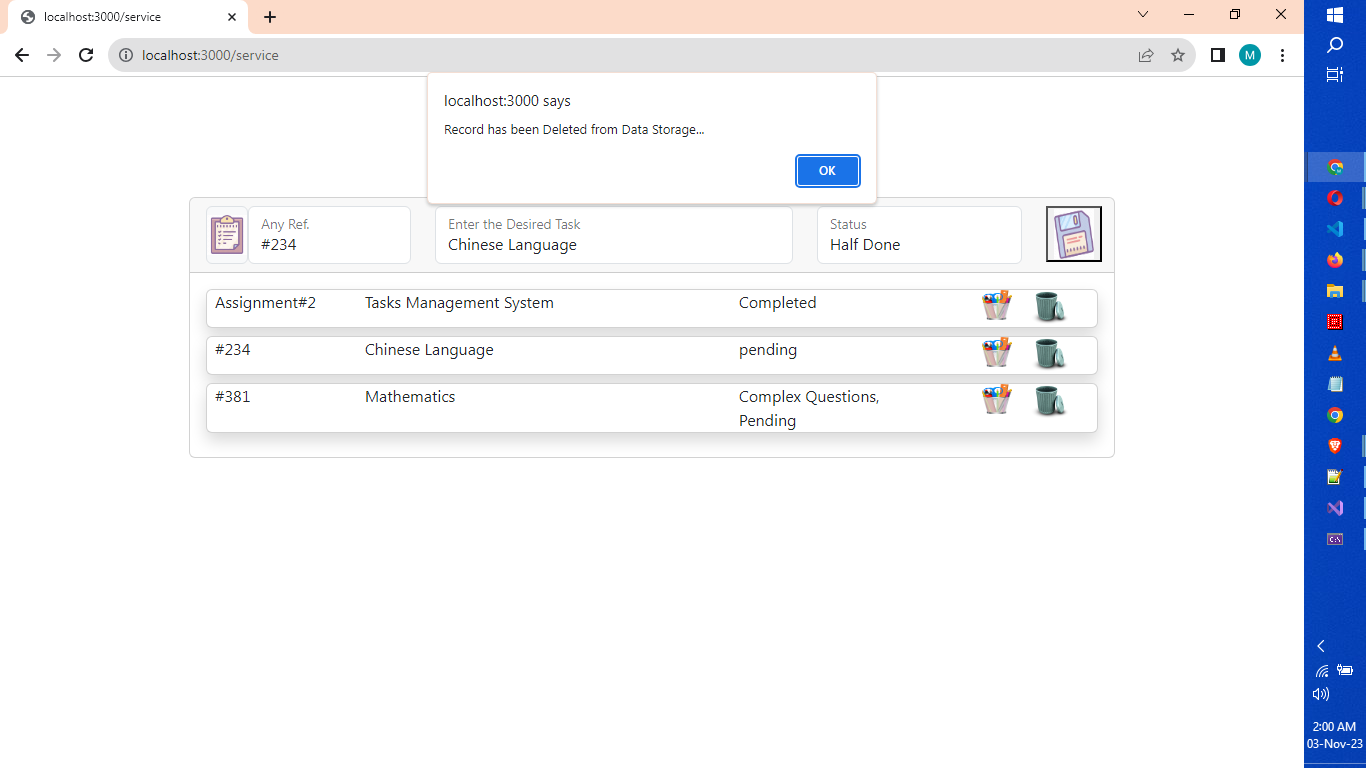 localhost:3000/service
localhost:3000/service
M
localhost:3000 says
Record has been Deleted from Data Storage...
OK
Any Ref.
#234
Enter the Desired Task
Chinese Language
Status
Half Done
Assignment#2 Tasks Management System Completed
#234 Chinese Language pending
#381 Mathematics Complex Questions,
Pending
2:00 AM
03-Nov-23